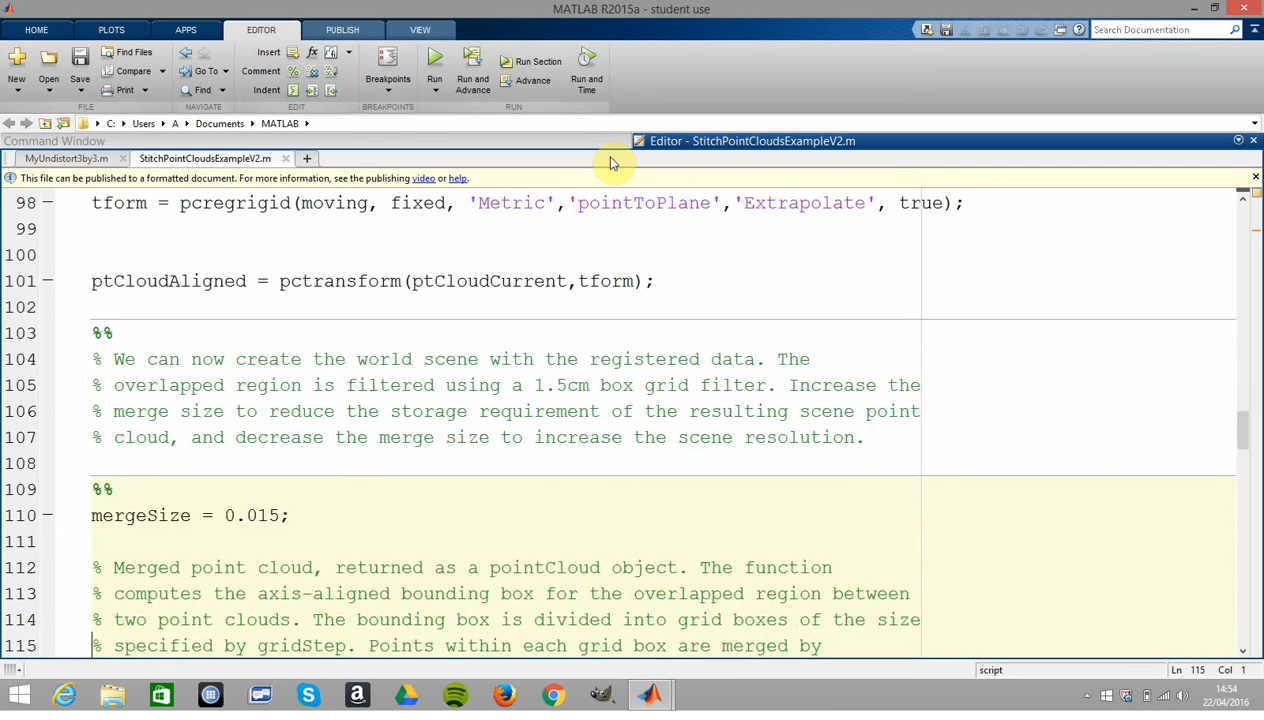 MATLAB R2015a - student use
HOME
PLOTS
APPS
EDITOR
PUBLISH
VIEW
Search Documentation
New
Open
Save
Find Files
Compare
Print
Go To
Find
Insert
Comment
Indent
Breakpoints
Run
Run and
Advance
Run Section
Advance
Run and
Time
FILE
NAVIGATE
EDIT
BREAKPOINTS
RUN
C: Users A Documents MATLAB
Command Window
Editor - StitchPointCloudsExampleV2.m
MyUndistort3by3.m
StitchPointCloudsExampleV2.m
This file can be published to a formatted document. For more information, see the publishing video or help.
98 tform = pcregrigid(moving, fixed, 'Metric','pointToPlane','Extrapolate', true);
99
100
101 ptCloudAligned = pctransform(ptCloudCurrent,tform);
102
103 %%
104 % We can now create the world scene with the registered data. The
105 % overlapped region is filtered using a 1.5cm box grid filter. Increase the
106 % merge size to reduce the storage requirement of the resulting scene point
107 % cloud, and decrease the merge size to increase the scene resolution.
108
109 %%
110 mergeSize = 0.015;
111
112 % Merged point cloud, returned as a pointCloud object. The function
113 % computes the axis-aligned bounding box for the overlapped region between
114 % two point clouds. The bounding box is divided into grid boxes of the size
115 % specified by gridStep. Points within each grid box are merged by
script
Ln 115 Col 1
14:54
22/04/2016